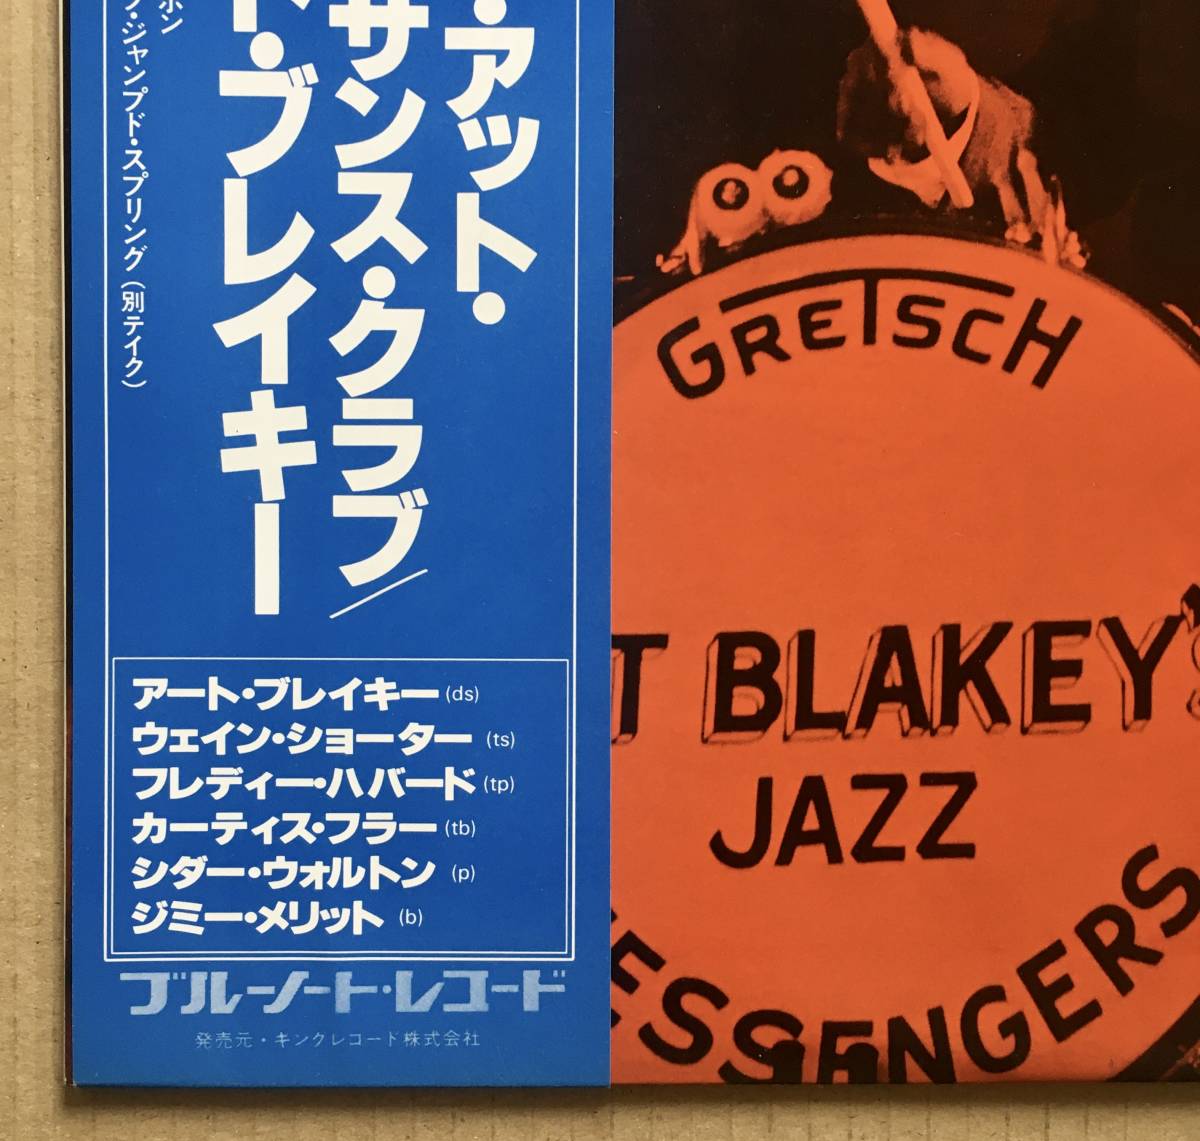 ・アット・
サンス・クラブ/
ト・ブレイキー
ホン
プ・ジャンプド・スプリング(別テイク)
アート・ブレイキー (ds)
ウェイン・ショーター (ts)
フレディー・ハバード (tp)
カーティス・フラー (tb)
シダー・ウォルトン (p)
ジミー・メリット (b)
ブルーノート・レコード
発売元・キングレコード株式会社
GRETSCH
T BLAKEY'S
JAZZ
ESSENGERS